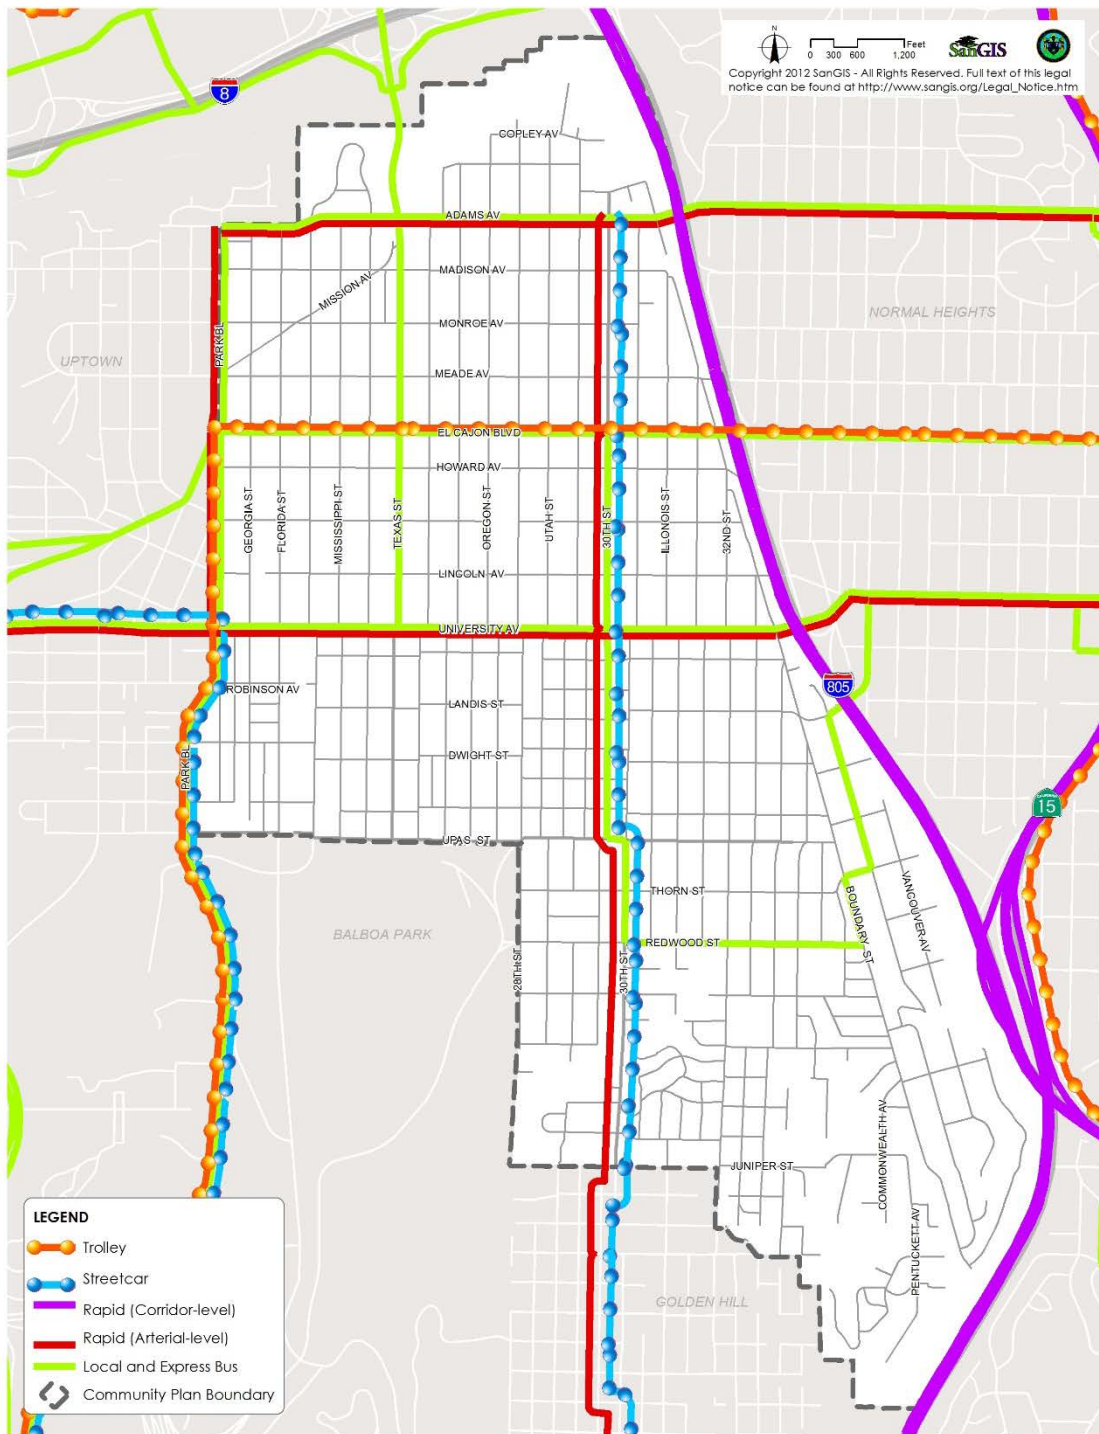 N
0 300 600 1,200
Feet
SanGIS
Copyright 2012 SanGIS - All Rights Reserved. Full text of this legal
notice can be found at http://www.sangis.org/Legal_Notice.htm
8
COPLEY AV
ADAMS AV
MADISON AV
MISSION AV
MONROE AV
NORMAL HEIGHTS
UPTOWN
PARK BL
MEADE AV
EL CAJON BLVD
HOWARD AV
GEORGIA ST
FLORIDA ST
MISSISSIPPI ST
TEXAS ST
OREGON ST
UTAH ST
30TH ST
ILLONOIS ST
32ND ST
LINCOLN AV
UNIVERSITY AV
ROBINSON AV
805
LANDIS ST
DWIGHT ST
PARK BL
CALIFORNIA
15
UPAS ST
THORN ST
BOUNDARY ST
VANCOUVER AV
BALBOA PARK
REDWOOD ST
28TH ST
30TH ST
COMMONWEALTH AV
JUNIPER ST
PENTUCKETT AV
GOLDEN HILL
LEGEND
Trolley
Streetcar
Rapid (Corridor-level)
Rapid (Arterial-level)
Local and Express Bus
Community Plan Boundary